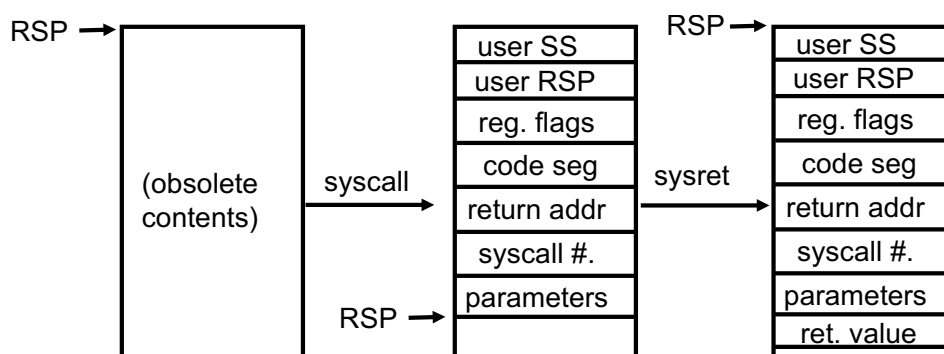 RSP
(obsolete
contents)
syscall
user SS
user RSP
reg. flags
code seg
return addr
syscall #.
parameters
RSP
sysret
RSP
user SS
user RSP
reg. flags
code seg
return addr
syscall #.
parameters
ret. value